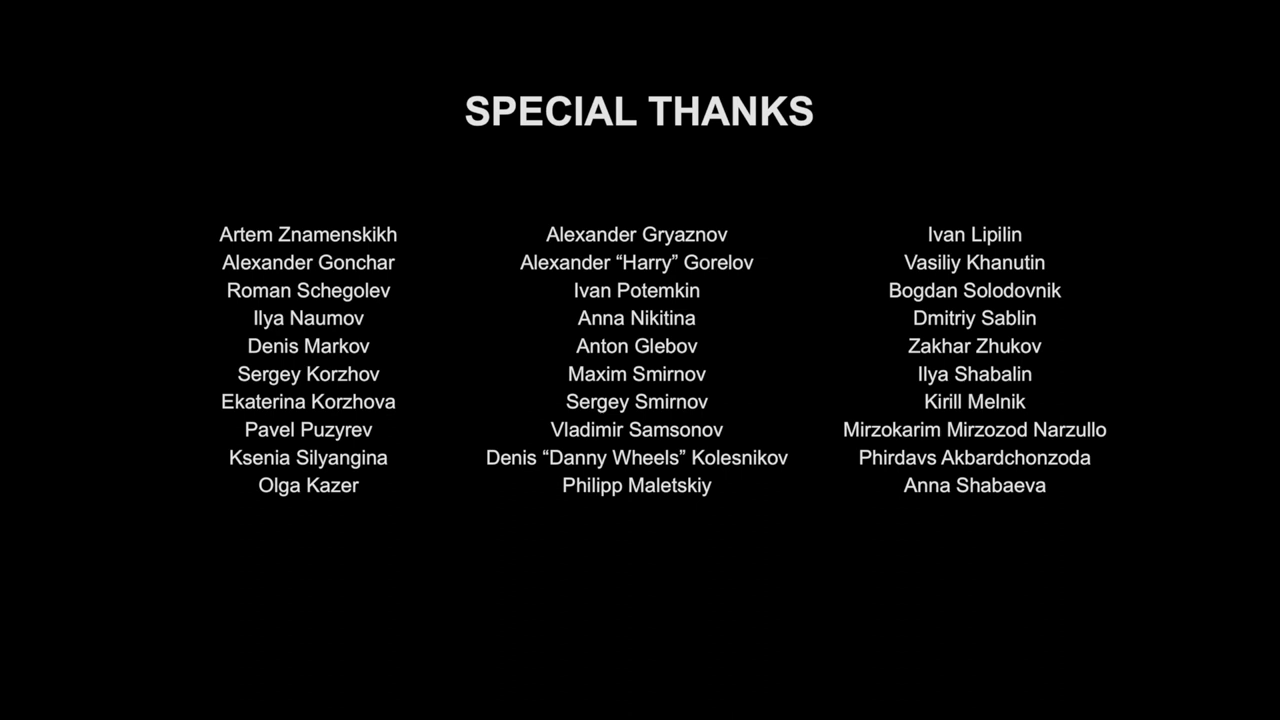 SPECIAL THANKS
Artem Znamenskikh
Alexander Gonchar
Roman Schegolev
Ilya Naumov
Denis Markov
Sergey Korzhov
Ekaterina Korzhova
Pavel Puzyrev
Ksenia Silyangina
Olga Kazer
Alexander Gryaznov
Alexander “Harry” Gorelov
Ivan Potemkin
Anna Nikitina
Anton Glebov
Maxim Smirnov
Sergey Smirnov
Vladimir Samsonov
Denis “Danny Wheels” Kolesnikov
Philipp Maletskiy
Ivan Lipilin
Vasiliy Khanutin
Bogdan Solodovnik
Dmitriy Sablin
Zakhar Zhukov
Ilya Shabalin
Kirill Melnik
Mirzokarim Mirzozod Narzullo
Phirdavs Akbardchonzoda
Anna Shabaeva